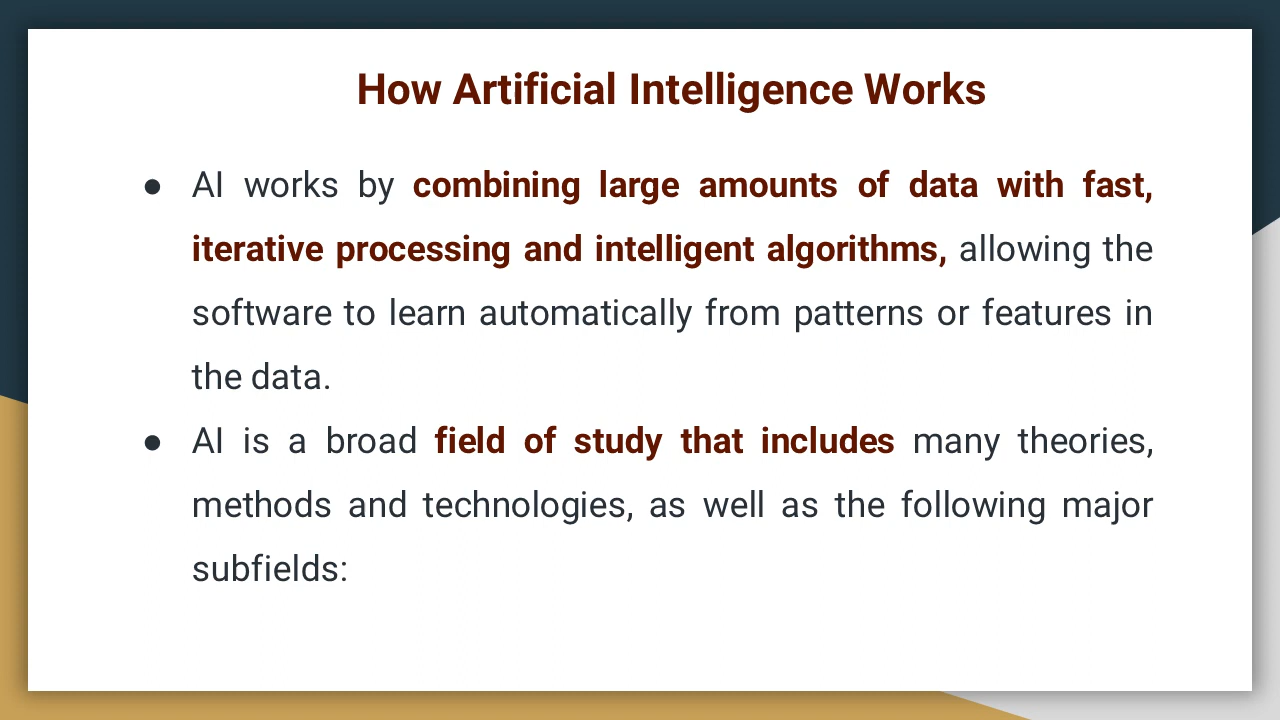 How Artificial Intelligence Works
● AI works by combining large amounts of data with fast,
iterative processing and intelligent algorithms, allowing the
software to learn automatically from patterns or features in
the data.
● AI is a broad field of study that includes many theories,
methods and technologies, as well as the following major
subfields: